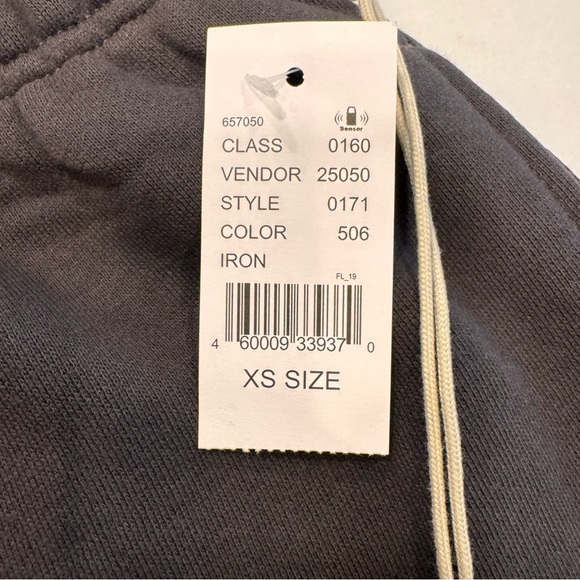 657050
Sensor
CLASS 0160
VENDOR 25050
STYLE 0171
COLOR 506
IRON
FL_19
4 60009 33937 0
XS SIZE